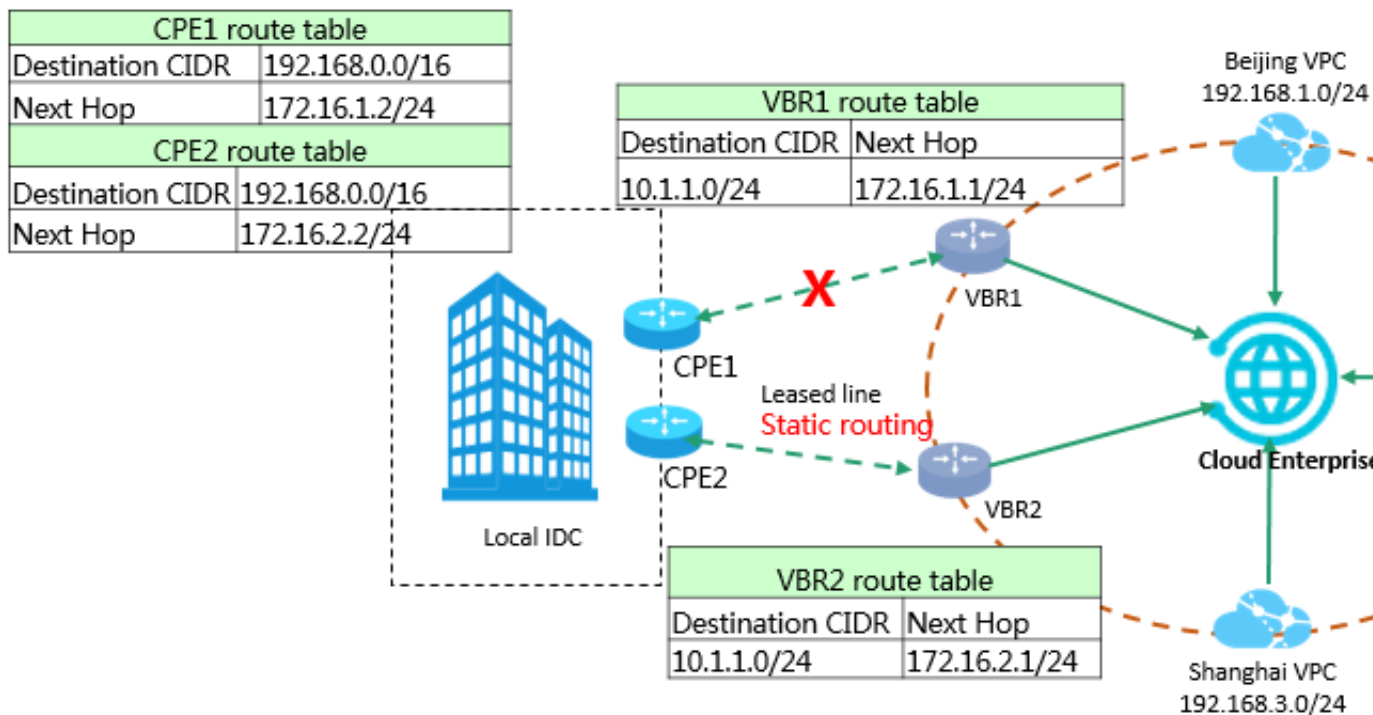 CPE1 route table
Destination CIDR 192.168.0.0/16
Next Hop 172.16.1.2/24
CPE2 route table
Destination CIDR 192.168.0.0/16
Next Hop 172.16.2.2/24
VBR1 route table
Destination CIDR Next Hop
10.1.1.0/24 172.16.1.1/24
Beijing VPC
192.168.1.0/24
X
VBR1
CPE1
Leased line
Static routing
CPE2
VBR2
Cloud Enterprise
Local IDC
VBR2 route table
Destination CIDR Next Hop
10.1.1.0/24 172.16.2.1/24
Shanghai VPC
192.168.3.0/24